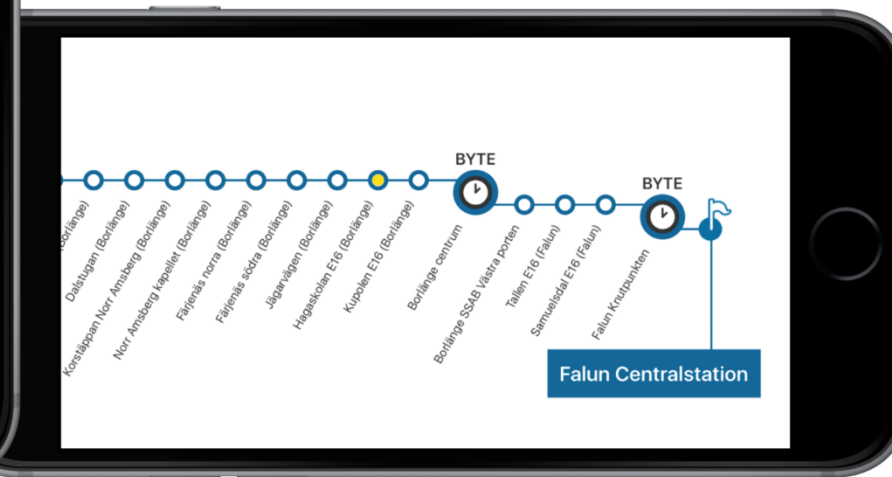 BYTE
BYTE
Borlänge)
Dalstugan (Borlänge)
Korstäppan Norr Amsberg (Borlänge)
Norr Amsberg kapellet (Borlänge)
Färjenäs norra (Borlänge)
Färjenäs södra (Borlänge)
Jägarvägen (Borlänge)
Hagaskolan E16 (Borlänge)
Kupolen E16 (Borlänge)
Borlänge centrum
Borlänge SSAB Västra porten
Tallen E16 (Falun)
Samuelsdal E16 (Falun)
Falun Knutpunkten
Falun Centralstation